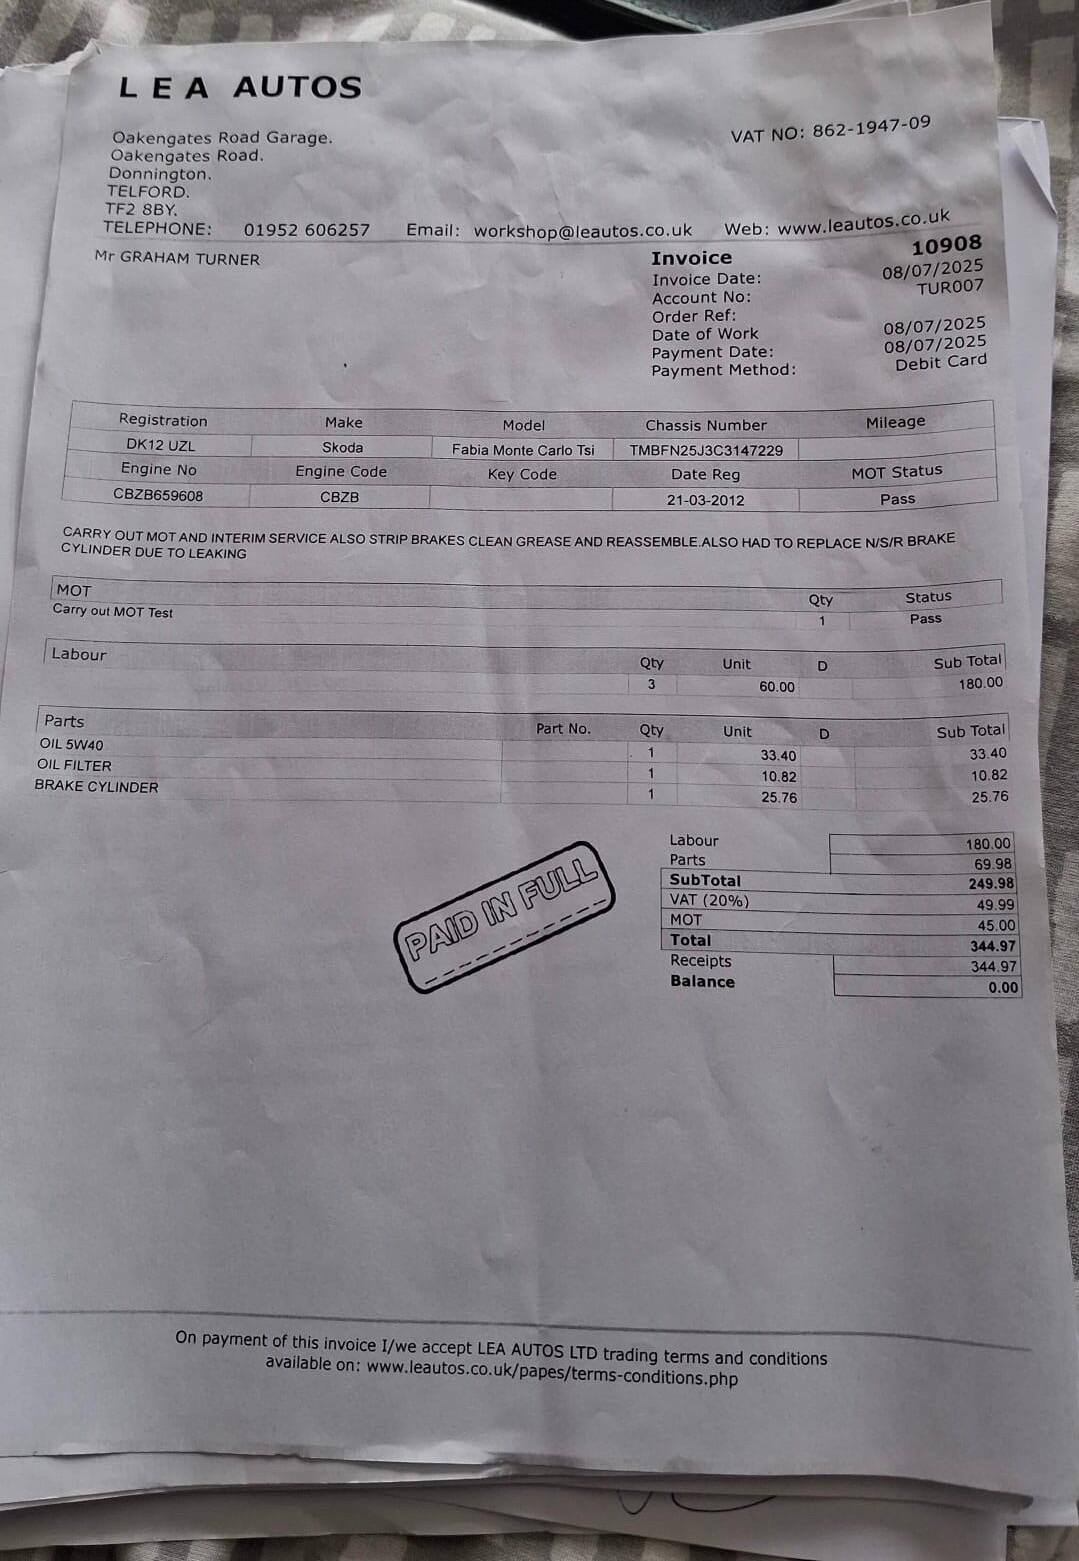 LEA AUTOS
Oakengates Road Garage.
Oakengates Road.
Donnington.
TELFORD.
TF2 8BY.
VAT NO: 862-1947-09
TELEPHONE: 01952 606257 Email: workshop@leautos.co.uk Web: www.leautos.co.uk
Mr GRAHAM TURNER
Invoice 10908
Invoice Date: 08/07/2025
Account No: TUR007
Order Ref:
Date of Work 08/07/2025
Payment Date: 08/07/2025
Payment Method: Debit Card
Registration Make Model Chassis Number Mileage
DK12 UZL Skoda Fabia Monte Carlo Tsi TMBFN25J3C3147229
Engine No Engine Code Key Code Date Reg MOT Status
CBZB659608 CBZB 21-03-2012 Pass
CARRY OUT MOT AND INTERIM SERVICE ALSO STRIP BRAKES CLEAN GREASE AND REASSEMBLE.ALSO HAD TO REPLACE N/S/R BRAKE
CYLINDER DUE TO LEAKING
MOT Qty Status
Carry out MOT Test 1 Pass
Labour Qty Unit D Sub Total
3 60.00 180.00
Parts Part No. Qty Unit D Sub Total
OIL 5W40 1 33.40 33.40
OIL FILTER 1 10.82 10.82
BRAKE CYLINDER 1 25.76 25.76
PAID IN FULL
Labour 180.00
Parts 69.98
SubTotal 249.98
VAT (20%) 49.99
MOT 45.00
Total 344.97
Receipts 344.97
Balance 0.00
On payment of this invoice I/we accept LEA AUTOS LTD trading terms and conditions
available on: www.leautos.co.uk/papes/terms-conditions.php